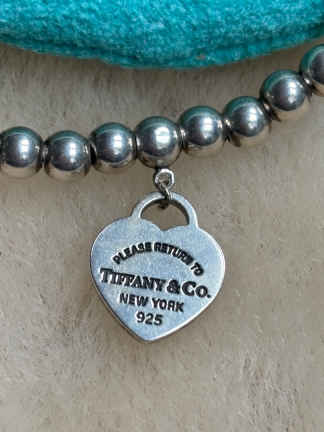 PLEASE RETURN TO
TIFFANY & CO.
NEW YORK
925